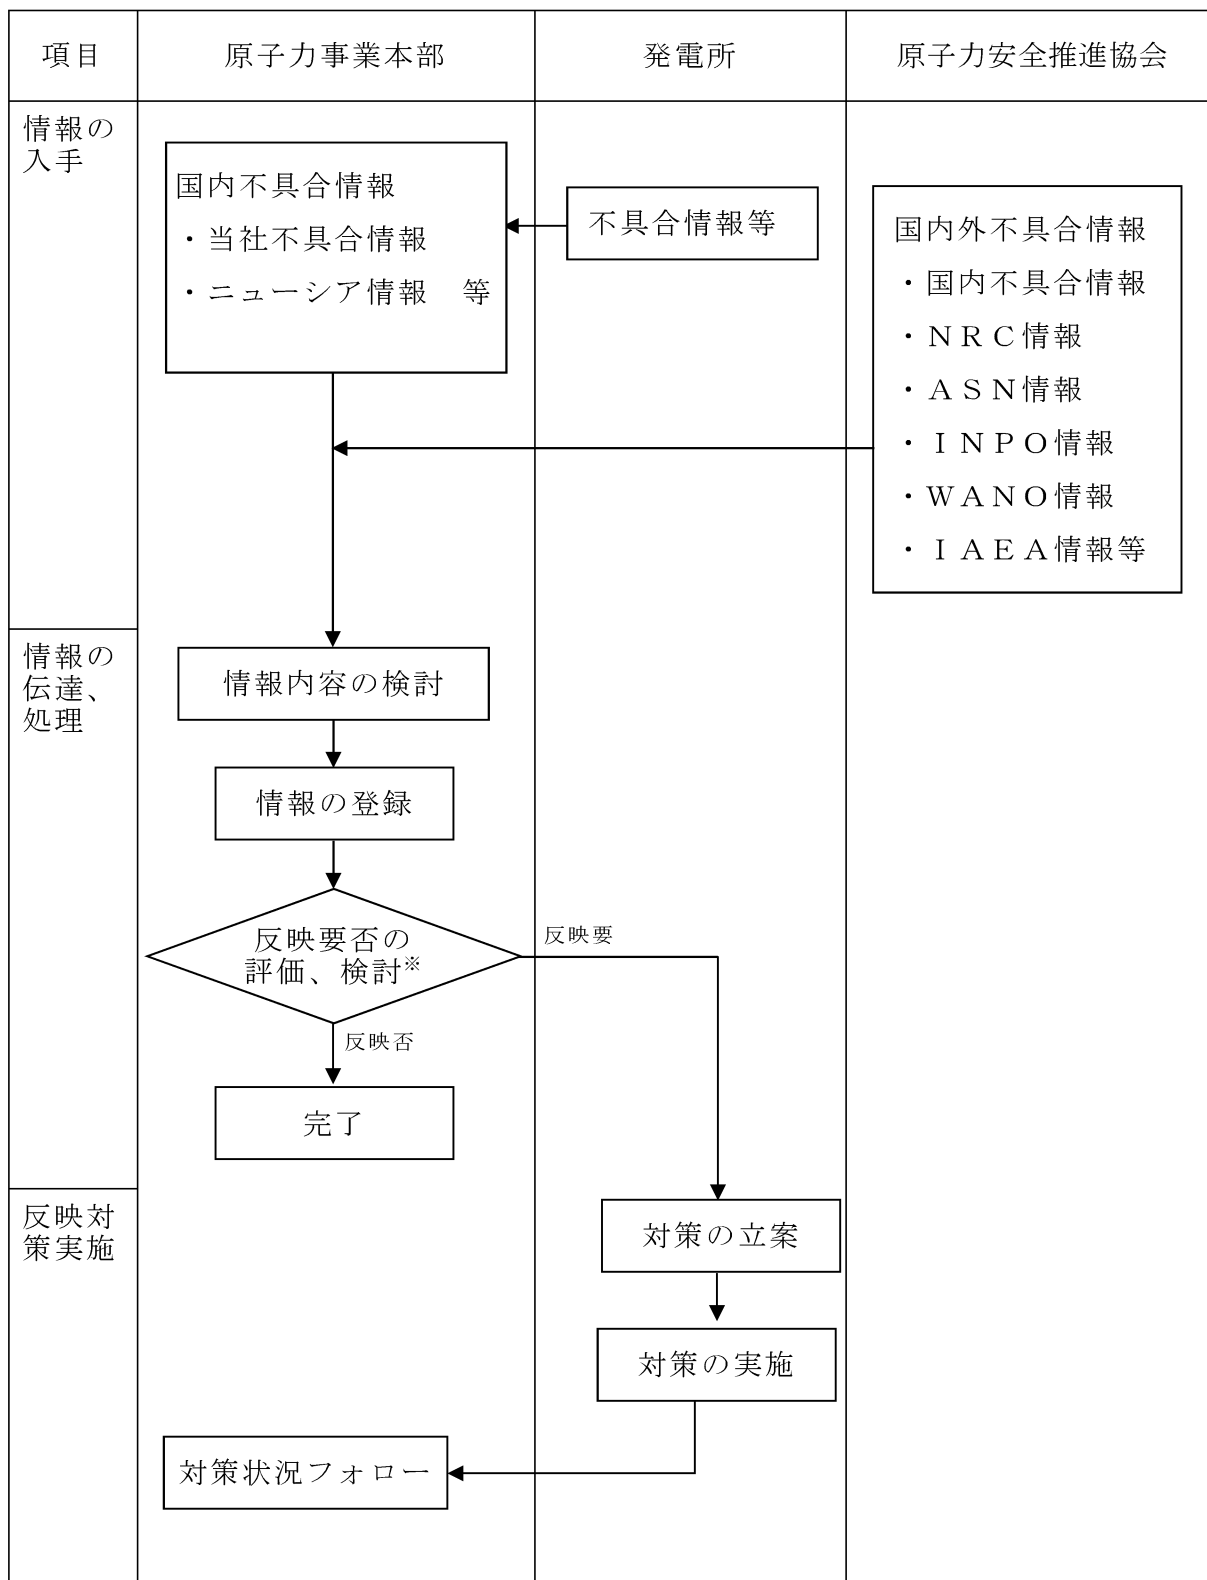 項目
原子力事業本部
発電所
原子力安全推進協会
情報の
入手
国内不具合情報
・当社不具合情報
・ニューシア情報　等
不具合情報等
国内外不具合情報
・国内不具合情報
・ＮＲＣ情報
・ＡＳＮ情報
・ＩＮＰＯ情報
・ＷＡＮＯ情報
・ＩＡＥＡ情報等
情報の
伝達、
処理
情報内容の検討
情報の登録
反映要否の
評価、検討※
反映要
反映否
完了
反映対
策実施
対策の立案
対策の実施
対策状況フォロー